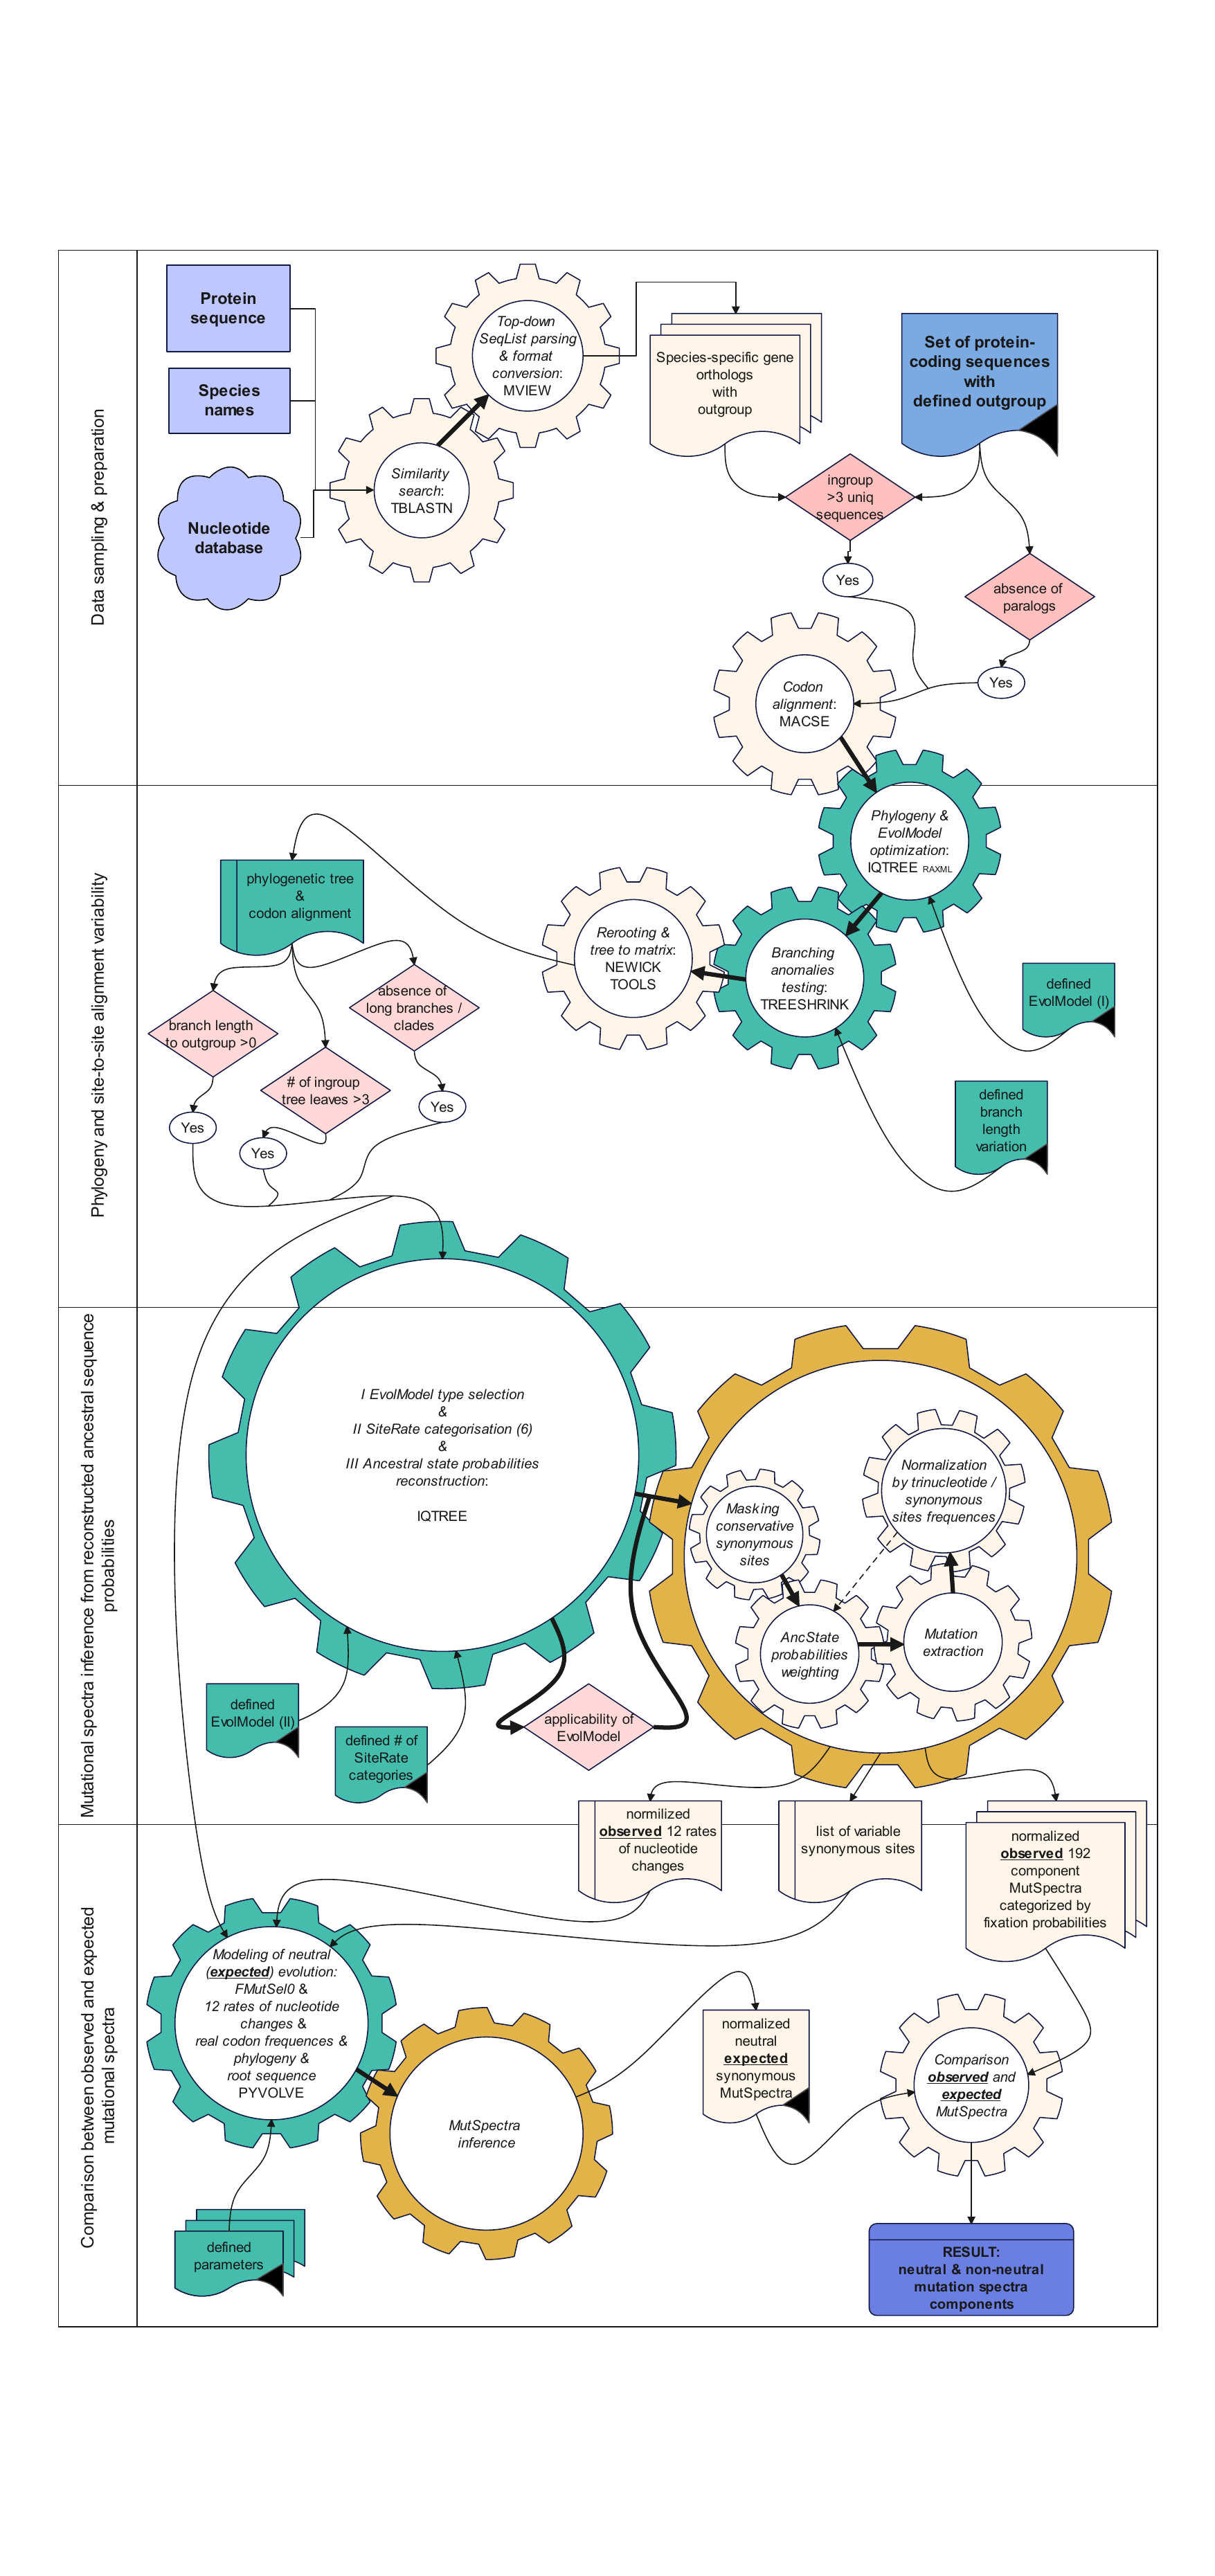 Data sampling & preparation
Protein
sequence
Species
names
Nucleotide
database
Similarity
search:
TBLASTN
Top-down
SeqList parsing
& format
conversion:
MVIEW
Species-specific gene
orthologs
with
outgroup
Set of protein-
coding sequences
with
defined outgroup
ingroup
>3 uniq
sequences
Yes
absence of
paralogs
Yes
Codon
alignment:
MACSE
Phylogeny and site-to-site alignment variability
Phylogeny &
EvolModel
optimization:
IQTREE RAXML
Branching
anomalies
testing:
TREESHRINK
Rerooting &
tree to matrix:
NEWICK
TOOLS
defined
EvolModel (I)
defined
branch
length
variation
phylogenetic tree
&
codon alignment
branch length
to outgroup >0
# of ingroup
tree leaves >3
absence of
long branches /
clades
Yes
Yes
Yes
Mutational spectra inference from reconstructed ancestral sequence
probabilities
I EvolModel type selection
&
II SiteRate categorisation (6)
&
III Ancestral state probabilities
reconstruction:
IQTREE
defined
EvolModel (II)
defined # of
SiteRate
categories
applicability of
EvolModel
Masking
conservative
synonymous
sites
AncState
probabilities
weighting
Mutation
extraction
Normalization
by trinucleotide /
synonymous
sites frequences
normilized
observed 12 rates
of nucleotide
changes
list of variable
synonymous sites
normalized
observed 192
component
MutSpectra
categorized by
fixation probabilities
Comparison between observed and expected
mutational spectra
Modeling of neutral
(expected) evolution:
FMutSel0 &
12 rates of nucleotide
changes &
real codon frequences &
phylogeny &
root sequence
PYVOLVE
defined
parameters
MutSpectra
inference
normalized
neutral
expected
synonymous
MutSpectra
Comparison
observed and
expected
MutSpectra
RESULT:
neutral & non-neutral
mutation spectra
components